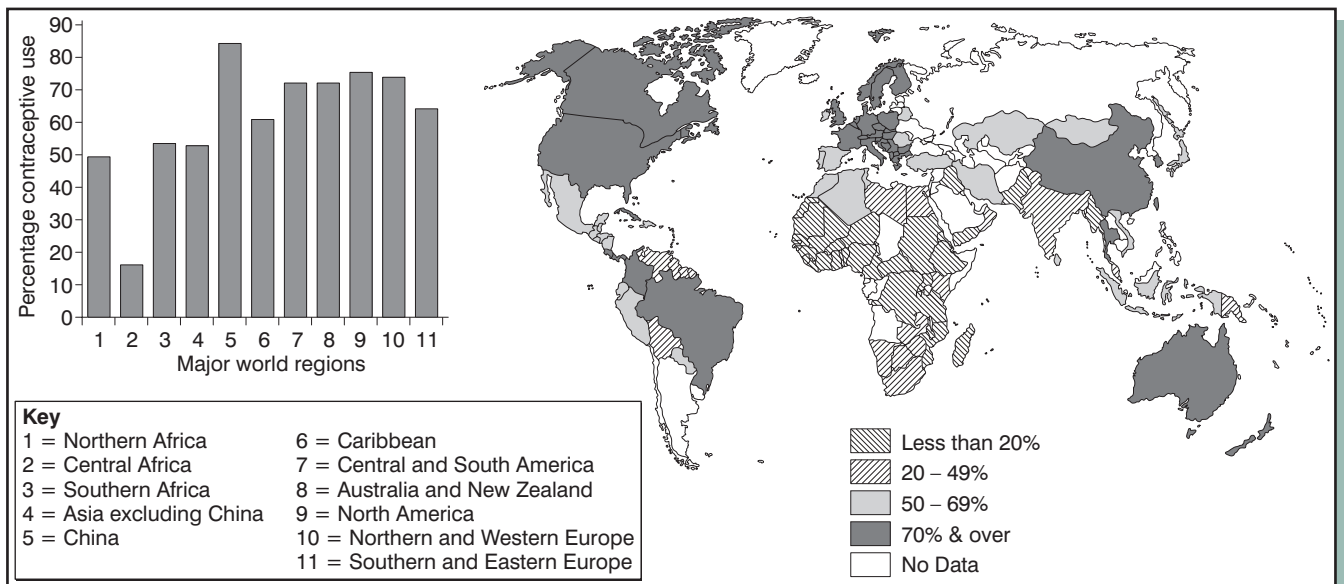 Percentage contraceptive use
90
80
70
60
50
40
30
20
10
0
1 2 3 4 5 6 7 8 9 10 11
Major world regions
Key
1 = Northern Africa
2 = Central Africa
3 = Southern Africa
4 = Asia excluding China
5 = China
6 = Caribbean
7 = Central and South America
8 = Australia and New Zealand
9 = North America
10 = Northern and Western Europe
11 = Southern and Eastern Europe
Less than 20%
20 – 49%
50 – 69%
70% & over
No Data